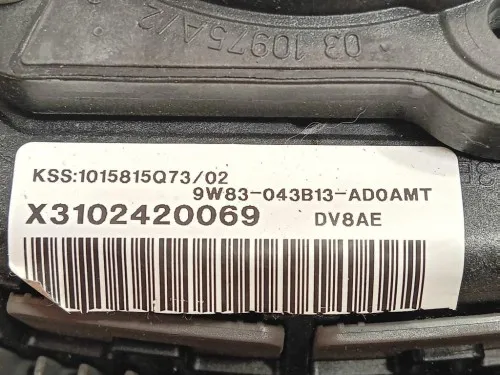 03 10975A/2
KSS:1015815Q73/02
9W83-043B13-AD0AMT
X3102420069
DV8AE